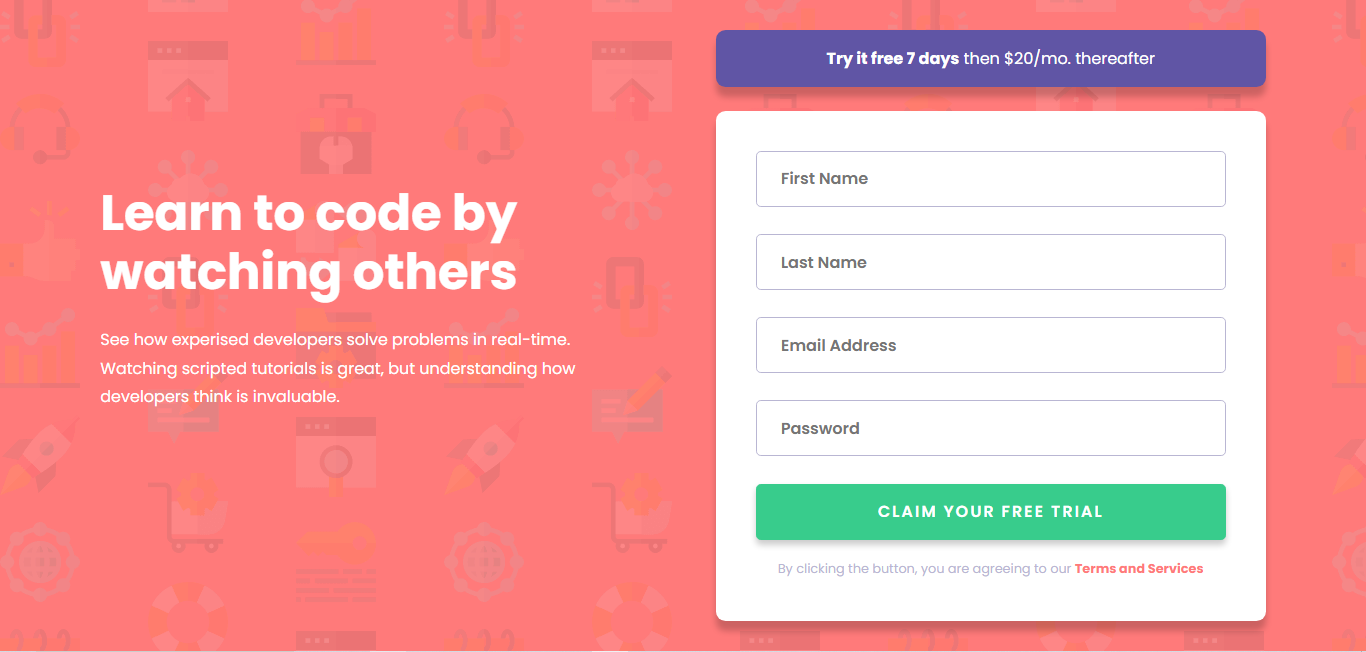 Learn to code by
watching others
See how experised developers solve problems in real-time.
Watching scripted tutorials is great, but understanding how
developers think is invaluable.
Try it free 7 days then $20/mo. thereafter
First Name
Last Name
Email Address
Password
CLAIM YOUR FREE TRIAL
By clicking the button, you are agreeing to our Terms and Services